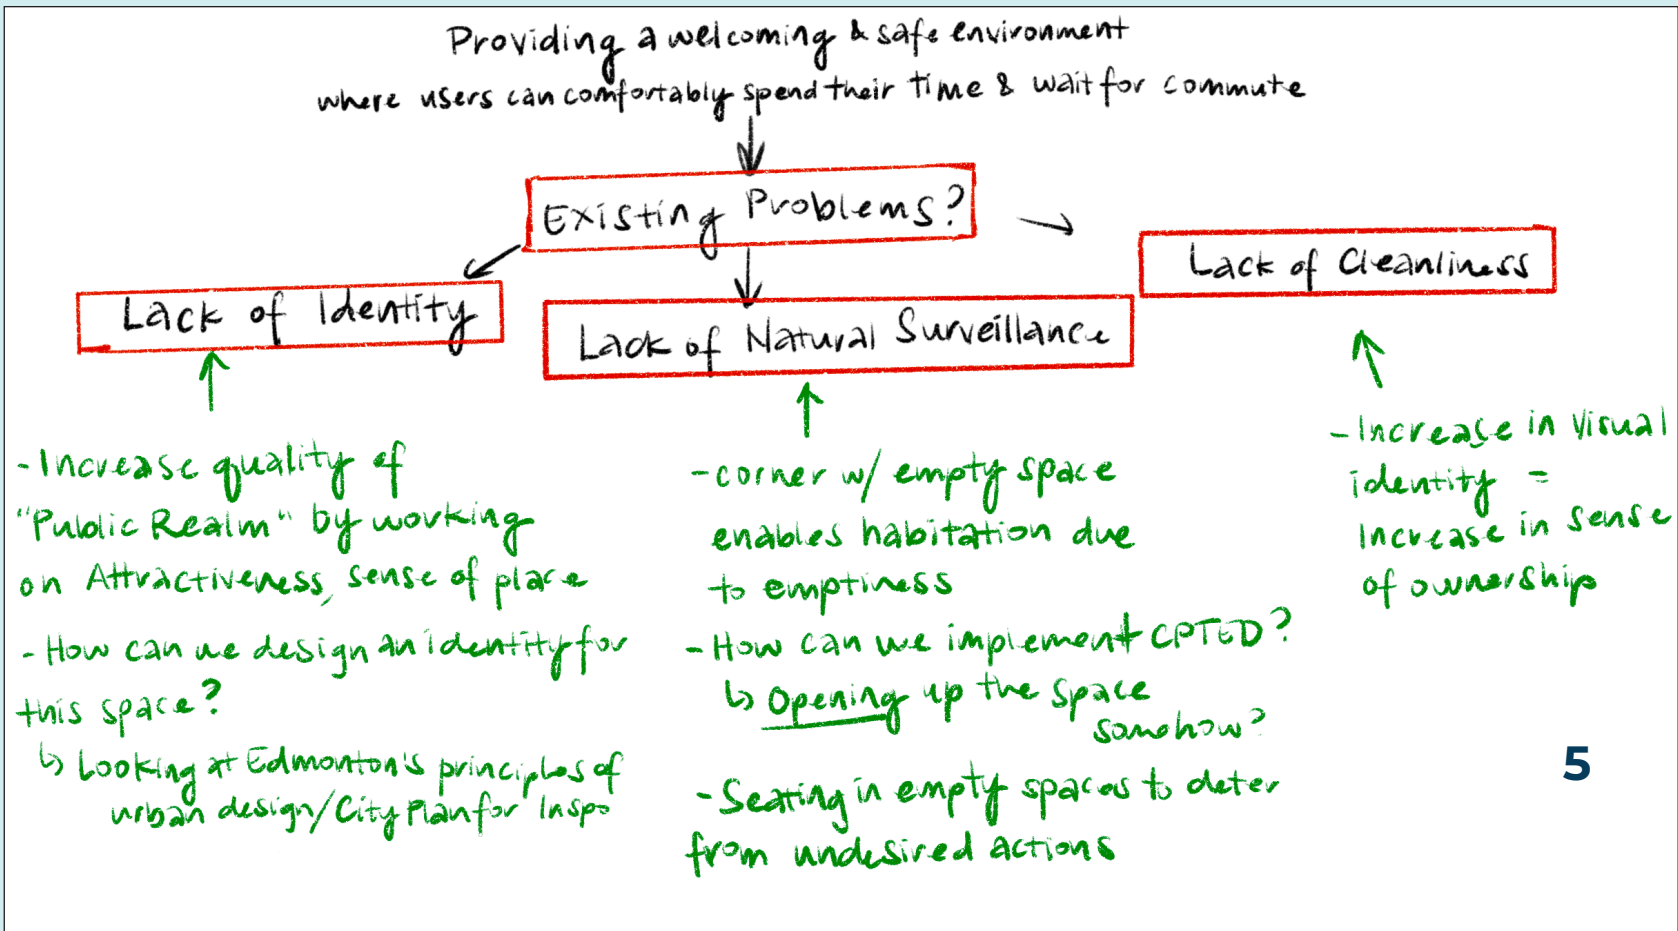 Providing a welcoming & safe environment
where users can comfortably spend their time & wait for commute
Existing Problems?
Lack of Identity
Lack of Natural Surveillance
Lack of Cleanliness
- Increase quality of
"Public Realm" by working
on Attractiveness, sense of place
- How can we design an identity for
this space?
↳ Looking at Edmonton's principles of
urban design/City Plan for Inspo
- corner w/ empty space
enables habitation due
to emptiness
- How can we implement CPTED?
↳ Opening up the space
somehow?
- Seating in empty spaces to deter
from undesired actions
- Increase in visual
identity =
Increase in sense
of ownership
5